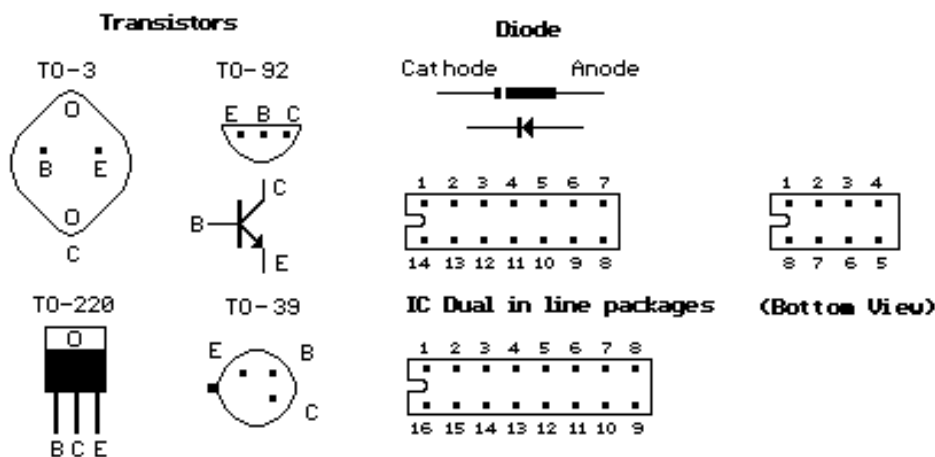 Transistors
Diode
TO-3
TO-92
Cathode Anode
O
E B C
B E
O
C
C
B
E
1 2 3 4 5 6 7
14 13 12 11 10 9 8
1 2 3 4
8 7 6 5
TO-220
TO-39
IC Dual in line packages
(Bottom View)
O
B C E
E B
C
1 2 3 4 5 6 7 8
16 15 14 13 12 11 10 9